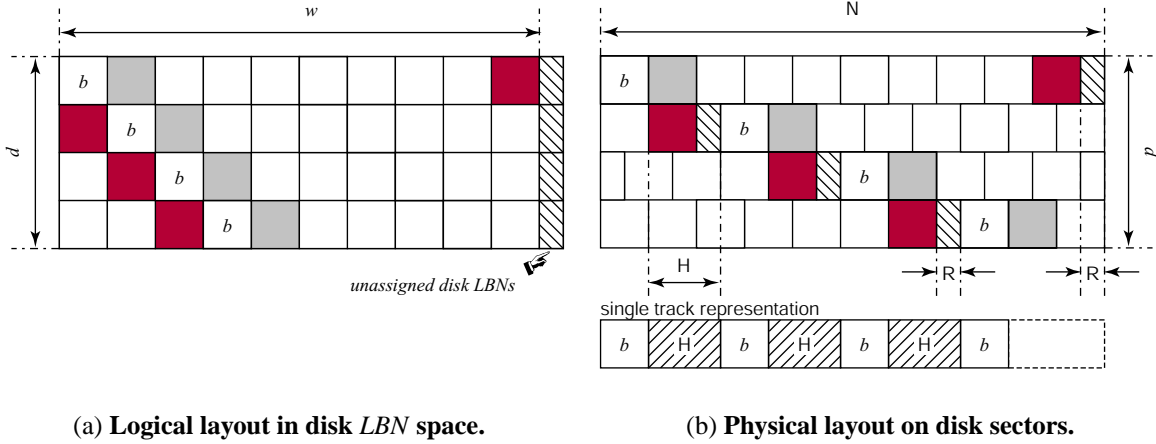 w
N
b
b
d
b
b
b
b
b
b
d
unassigned disk LBNs
H
R
R
single track representation
b H b H b H b
(a) Logical layout in disk LBN space.
(b) Physical layout on disk sectors.